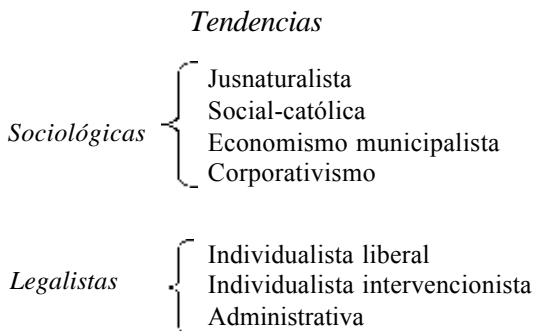 Tendencias
Jusnaturalista
Social-católica
Sociológicas
Economismo municipalista
Corporativismo
Individualista liberal
Legalistas
Individualista intervencionista
Administrativa